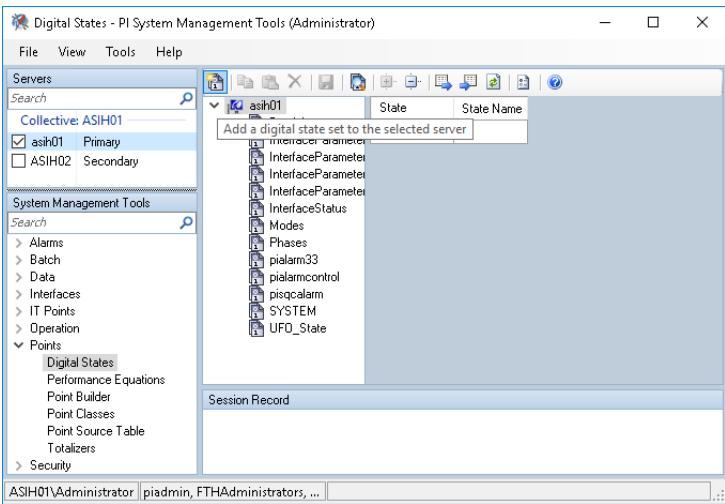 Digital States - PI System Management Tools (Administrator)
File View Tools Help
Servers
Search
Collective: ASIH01
asih01 Primary
ASIH02 Secondary
System Management Tools
Search
Alarms
Batch
Data
Interfaces
IT Points
Operation
Points
Digital States
Performance Equations
Point Builder
Point Classes
Point Source Table
Totalizers
Security
asih01
Add a digital state set to the selected server
InterfaceParameter
InterfaceParameter
InterfaceParameter
InterfaceStatus
Modes
Phases
pialarm33
pialarmcontrol
pisqcalarm
SYSTEM
UFO_State
State State Name
Session Record
ASIH01\Administrator piadmin, FTHAdministrators, ...